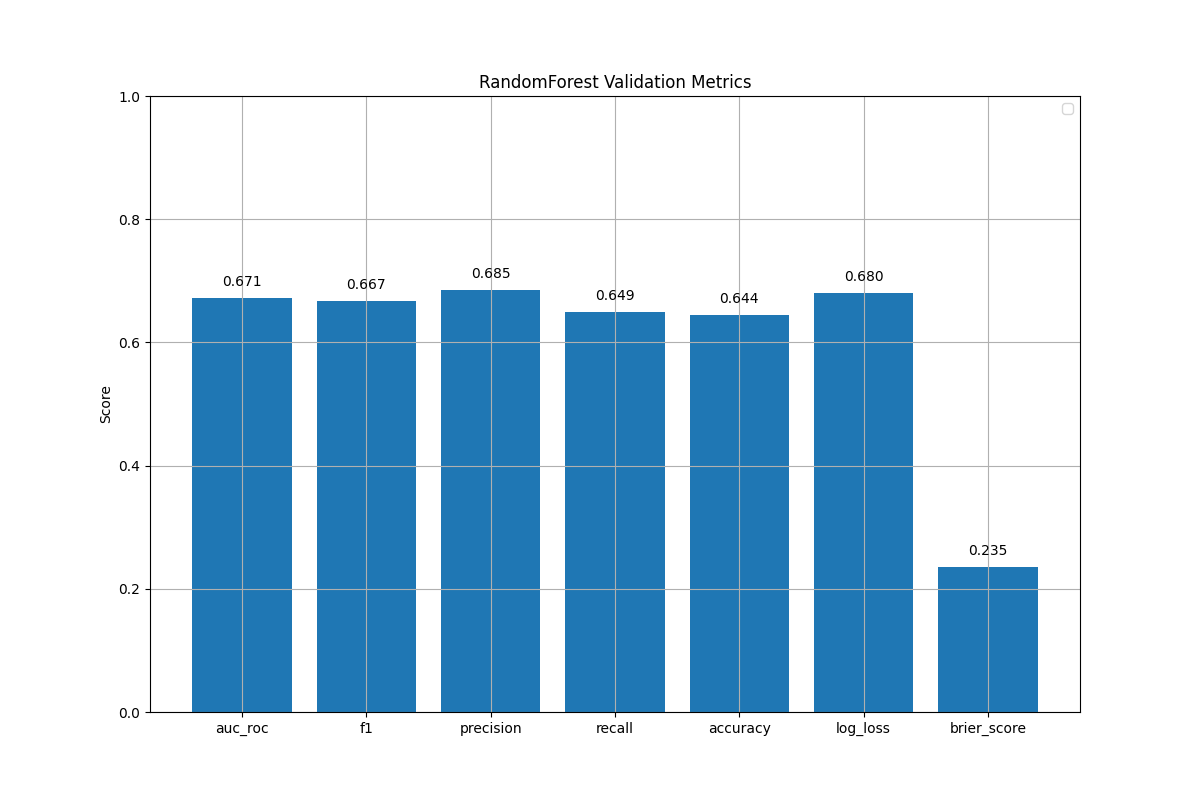 RandomForest Validation Metrics
1.0
0.8
0.6
0.4
0.2
0.0
Score
0.671
0.667
0.685
0.649
0.644
0.680
0.235
auc_roc
f1
precision
recall
accuracy
log_loss
brier_score